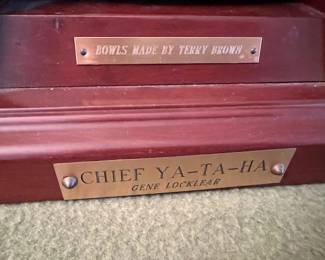 BOWLS MADE BY TERRY BROWN
CHIEF YA-TA-HA
GENE LOCKLEAR